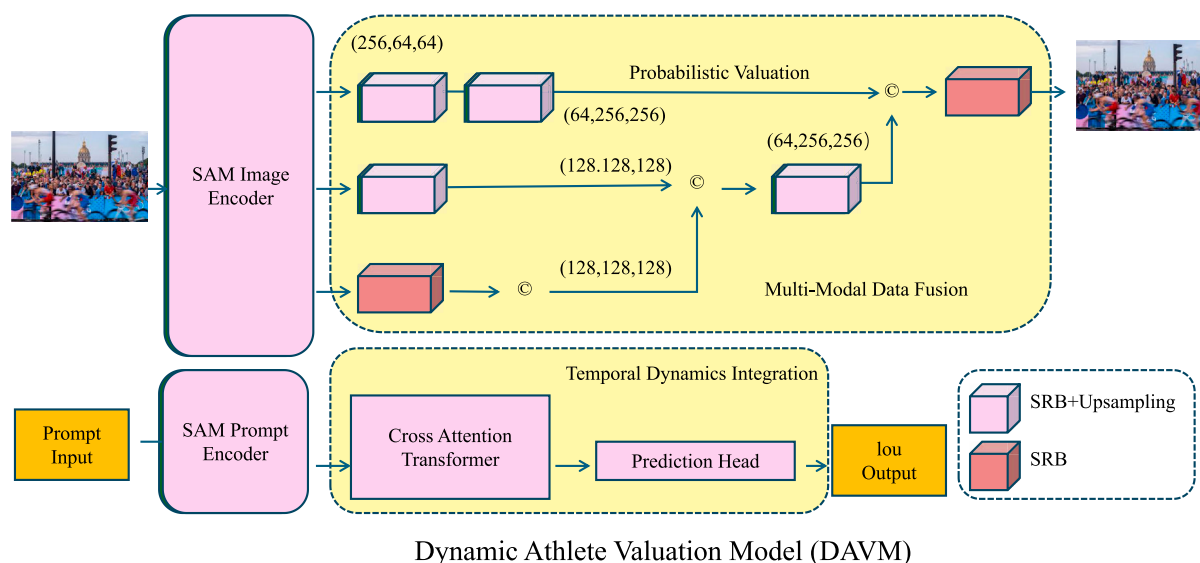 (256,64,64)
Probabilistic Valuation
©
(64,256,256)
(64,256,256)
SAM Image
Encoder
(128.128,128)
©
(128,128,128)
©
Multi-Modal Data Fusion
Temporal Dynamics Integration
Prompt
Input
SAM Prompt
Encoder
Cross Attention
Transformer
Prediction Head
lou
Output
SRB+Upsampling
SRB
Dynamic Athlete Valuation Model (DAVM)